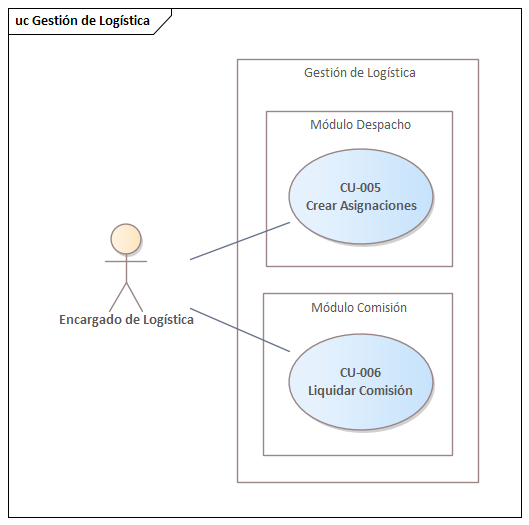 uc Gestión de Logística
Gestión de Logística
Módulo Despacho
CU-005
Crear Asignaciones
Encargado de Logística
Módulo Comisión
CU-006
Liquidar Comisión